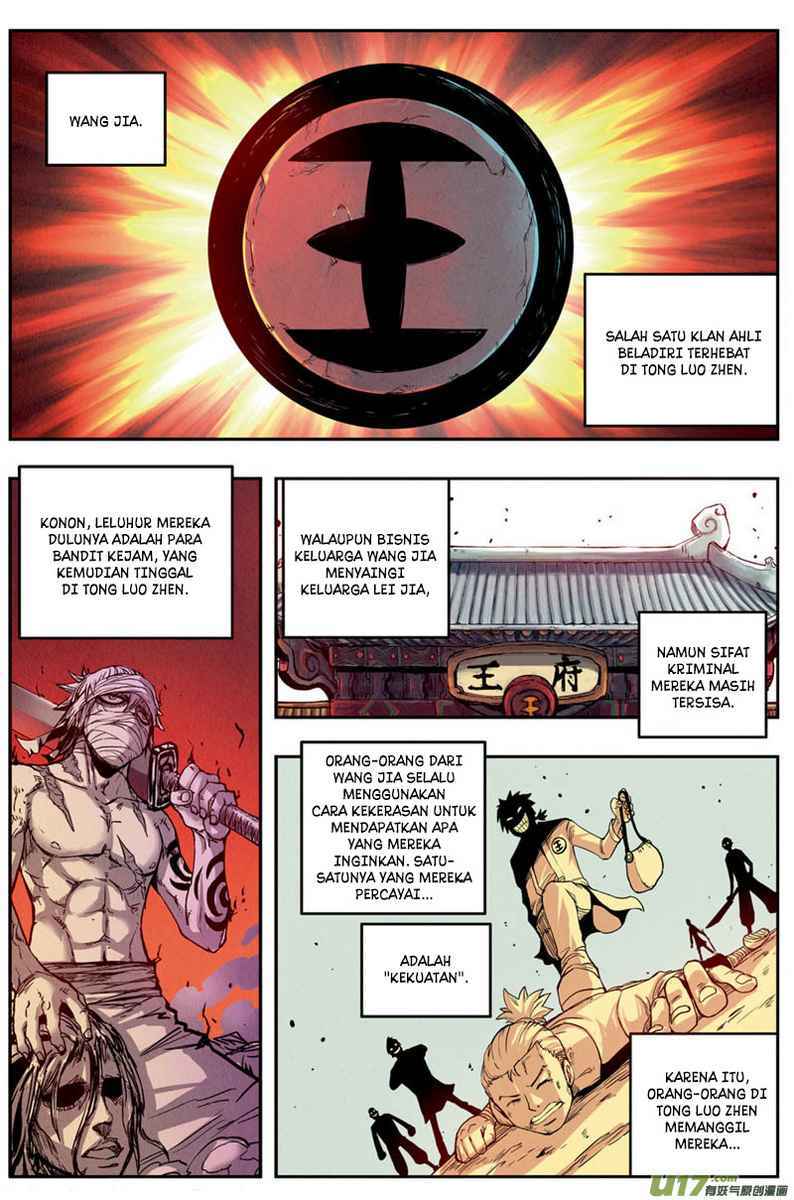 WANG JIA.
王
SALAH SATU KLAN AHLI
BELADIRI TERHEBAT
DI TONG LUO ZHEN.
KONON, LELUHUR MEREKA
DULUNYA ADALAH PARA
BANDIT KEJAM, YANG
KEMUDIAN TINGGAL
DI TONG LUO ZHEN.
WALAUPUN BISNIS
KELUARGA WANG JIA
MENYAINGI
KELUARGA LEI JIA,
王府
王
NAMUN SIFAT
KRIMINAL
MEREKA MASIH
TERSISA.
ORANG-ORANG DARI
WANG JIA SELALU
MENGGUNAKAN
CARA KEKERASAN UNTUK
MENDAPATKAN APA
YANG MEREKA
INGINKAN. SATU-
SATUNYA YANG MEREKA
PERCAYAI...
王
ADALAH
"KEKUATAN".
KARENA ITU,
ORANG-ORANG DI
TONG LUO ZHEN
MEMANGGIL
MEREKA...
U17.com
有妖气原创漫画